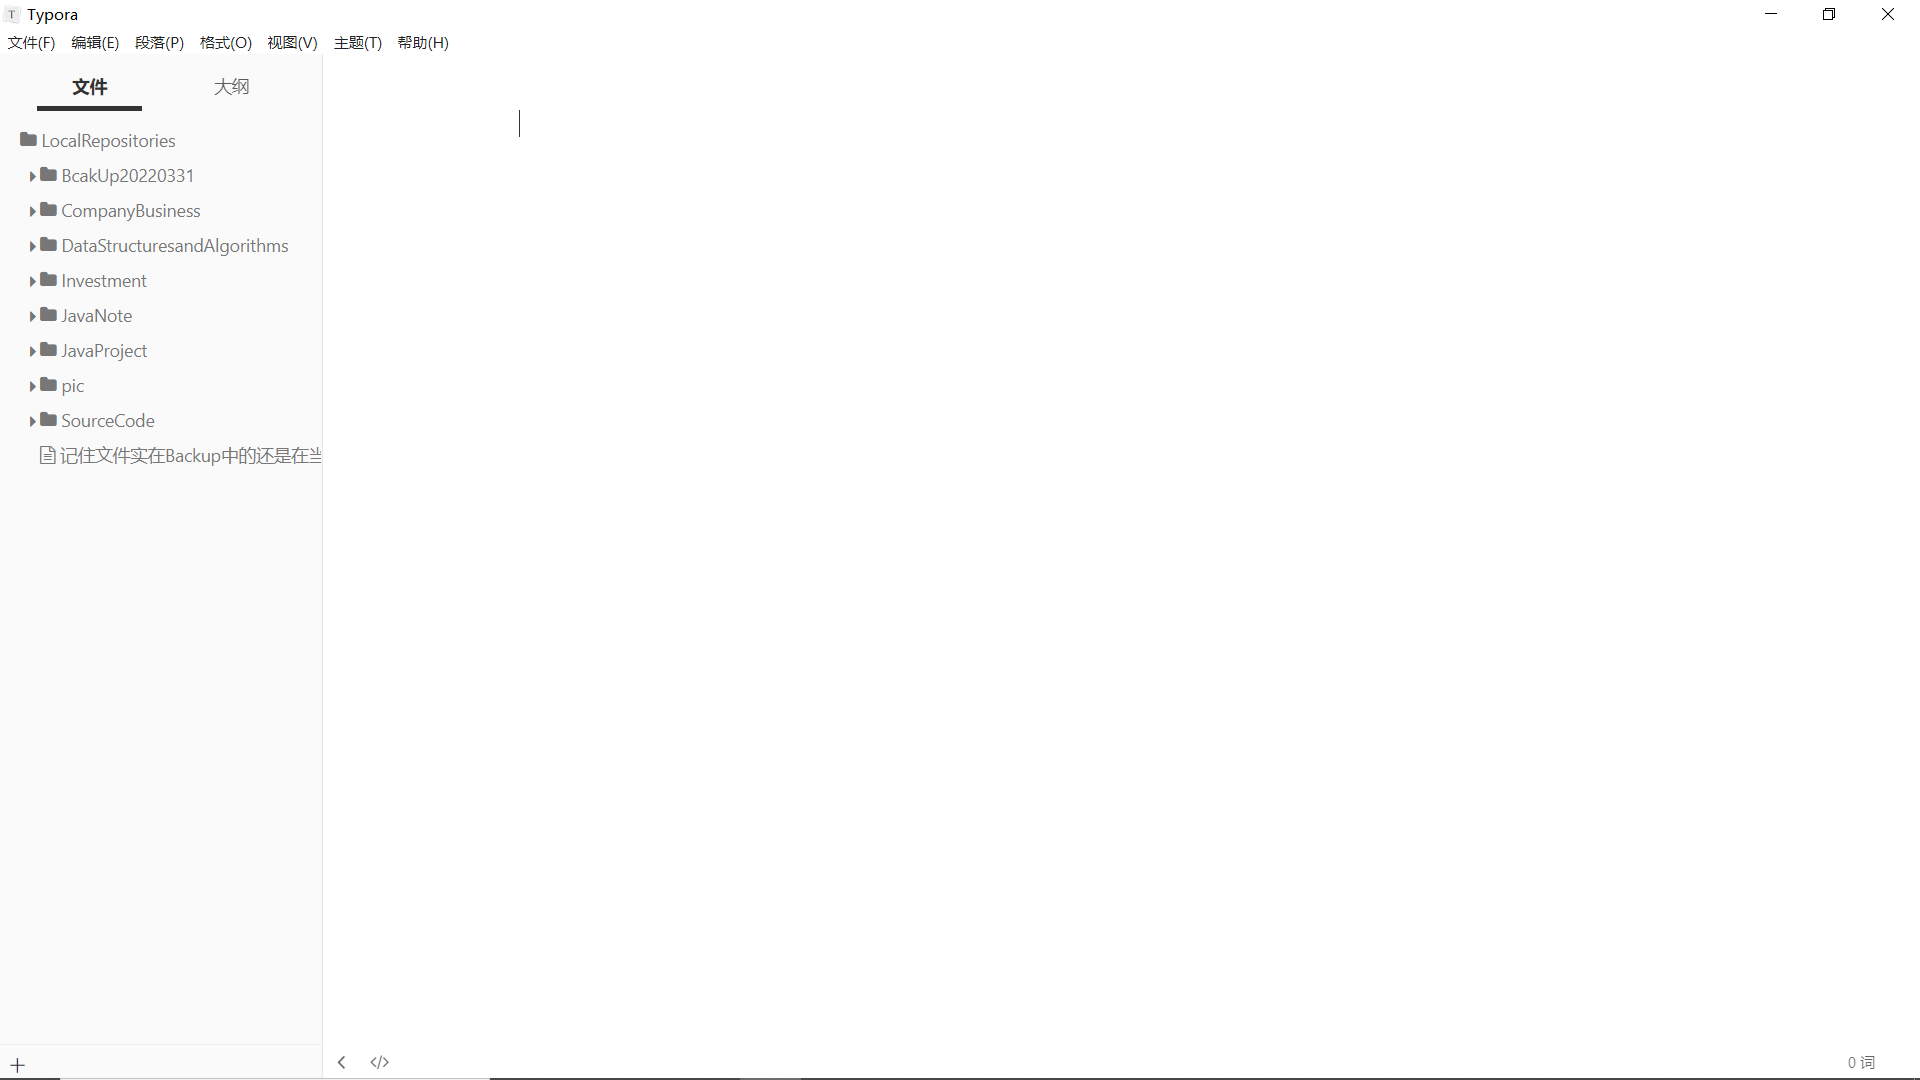 Typora
文件(F) 编辑(E) 段落(P) 格式(O) 视图(V) 主题(T) 帮助(H)
文件 大纲
LocalRepositories
BcakUp20220331
CompanyBusiness
DataStructuresandAlgorithms
Investment
JavaNote
JavaProject
pic
SourceCode
记住文件实在Backup中的还是在当
0 词